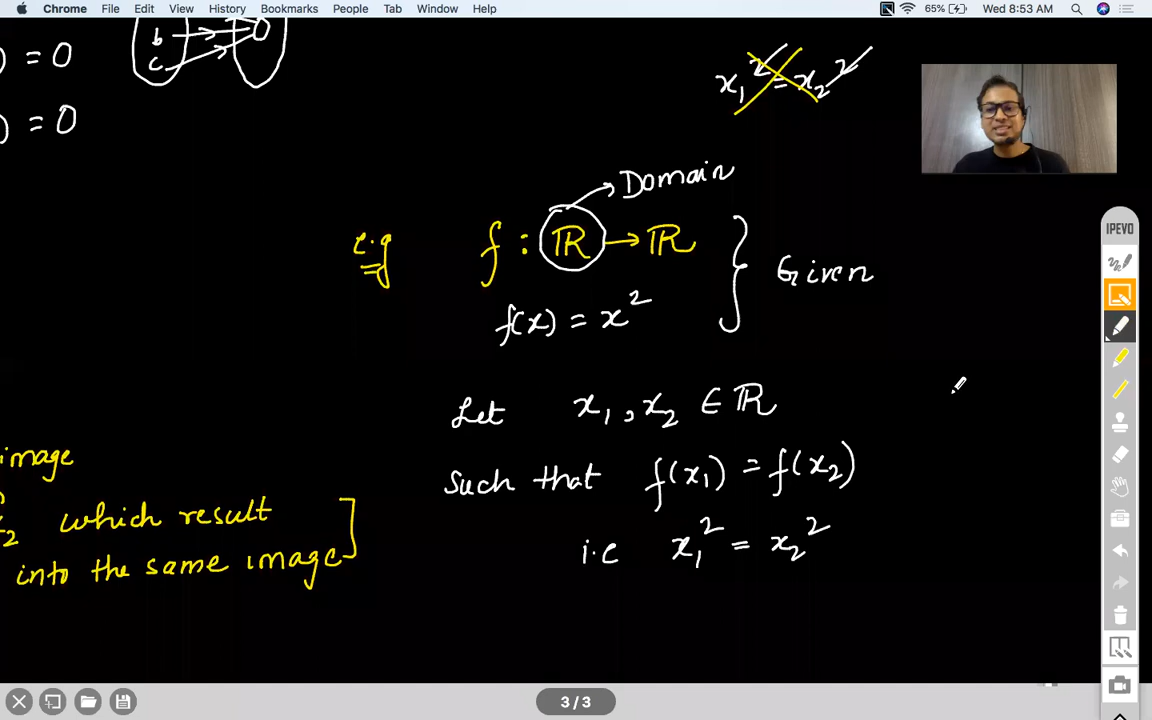 Chrome File Edit View History Bookmarks People Tab Window Help
65% Wed 8:53 AM
b
c
0
) = 0
) = 0
x₁² = x₂²
Domain
e.g f : ℝ → ℝ
Given
f(x) = x²
IPEVO
Let x₁, x₂ ∈ ℝ
such that f(x₁) = f(x₂)
i.e x₁² = x₂²
image
which result
into the same image
3/3